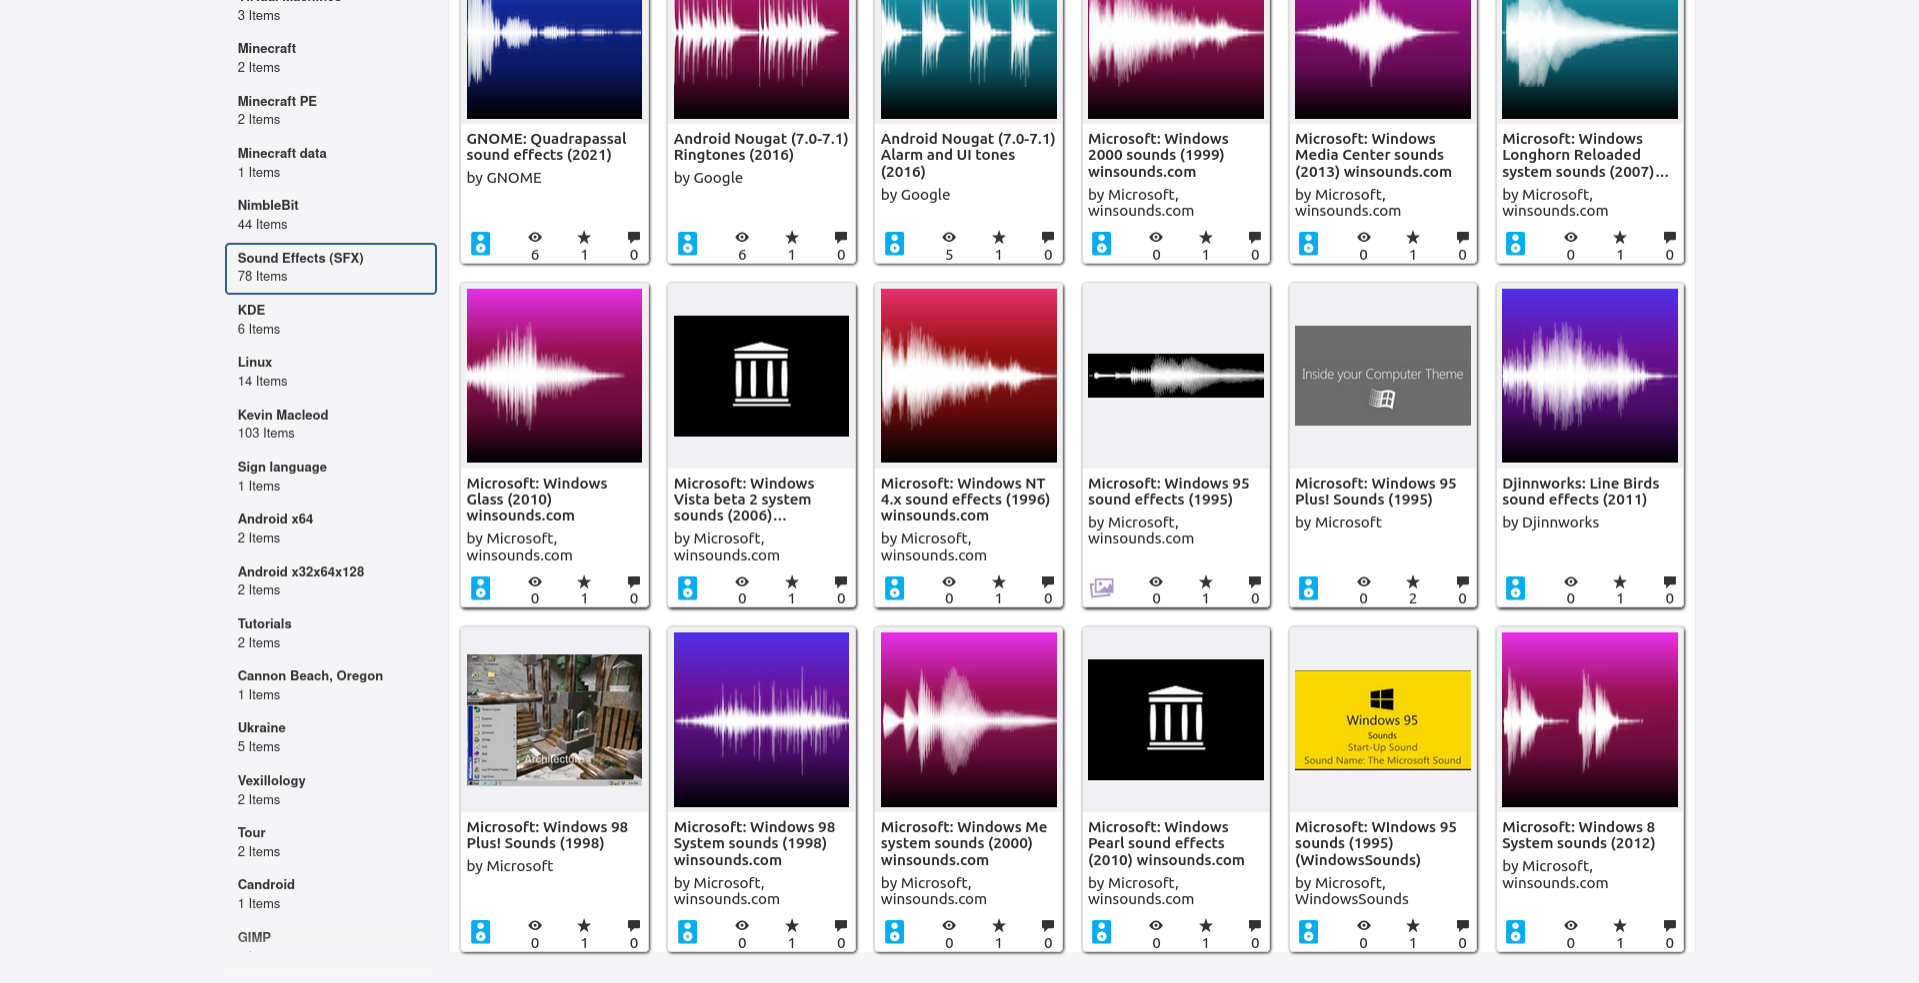 3 Items
Minecraft
2 Items
Minecraft PE
2 Items
Minecraft data
1 Items
NimbleBit
44 Items
Sound Effects (SFX)
78 Items
KDE
6 Items
Linux
14 Items
Kevin Macleod
103 Items
Sign language
1 Items
Android x64
2 Items
Android x32x64x128
2 Items
Tutorials
2 Items
Cannon Beach, Oregon
1 Items
Ukraine
5 Items
Vexillology
2 Items
Tour
2 Items
Candroid
1 Items
GIMP
GNOME: Quadrapassal
sound effects (2021)
by GNOME
6
1
0
Android Nougat (7.0-7.1)
Ringtones (2016)
by Google
6
1
0
Android Nougat (7.0-7.1)
Alarm and UI tones
(2016)
by Google
5
1
0
Microsoft: Windows
2000 sounds (1999)
winsounds.com
by Microsoft,
winsounds.com
0
1
0
Microsoft: Windows
Media Center sounds
(2013) winsounds.com
by Microsoft,
winsounds.com
0
1
0
Microsoft: Windows
Longhorn Reloaded
system sounds (2007)...
by Microsoft,
winsounds.com
0
1
0
Microsoft: Windows
Glass (2010)
winsounds.com
by Microsoft,
winsounds.com
0
1
0
Microsoft: Windows
Vista beta 2 system
sounds (2006)...
by Microsoft,
winsounds.com
0
1
0
Microsoft: Windows NT
4.x sound effects (1996)
winsounds.com
by Microsoft,
winsounds.com
0
1
0
Microsoft: Windows 95
sound effects (1995)
by Microsoft,
winsounds.com
0
1
0
Inside your Computer Theme
Microsoft: Windows 95
Plus! Sounds (1995)
by Microsoft
0
2
0
Djinnworks: Line Birds
sound effects (2011)
by Djinnworks
0
1
0
Architecture
Microsoft: Windows 98
Plus! Sounds (1998)
by Microsoft
0
1
0
Microsoft: Windows 98
System sounds (1998)
winsounds.com
by Microsoft,
winsounds.com
0
1
0
Microsoft: Windows Me
system sounds (2000)
winsounds.com
by Microsoft,
winsounds.com
0
1
0
Microsoft: Windows
Pearl sound effects
(2010) winsounds.com
by Microsoft,
winsounds.com
0
1
0
Windows 95
Sounds
Start-Up Sound
Sound Name: The Microsoft Sound
Microsoft: WIndows 95
sounds (1995)
(WindowsSounds)
by Microsoft,
WindowsSounds
0
1
0
Microsoft: Windows 8
System sounds (2012)
by Microsoft,
winsounds.com
0
1
0